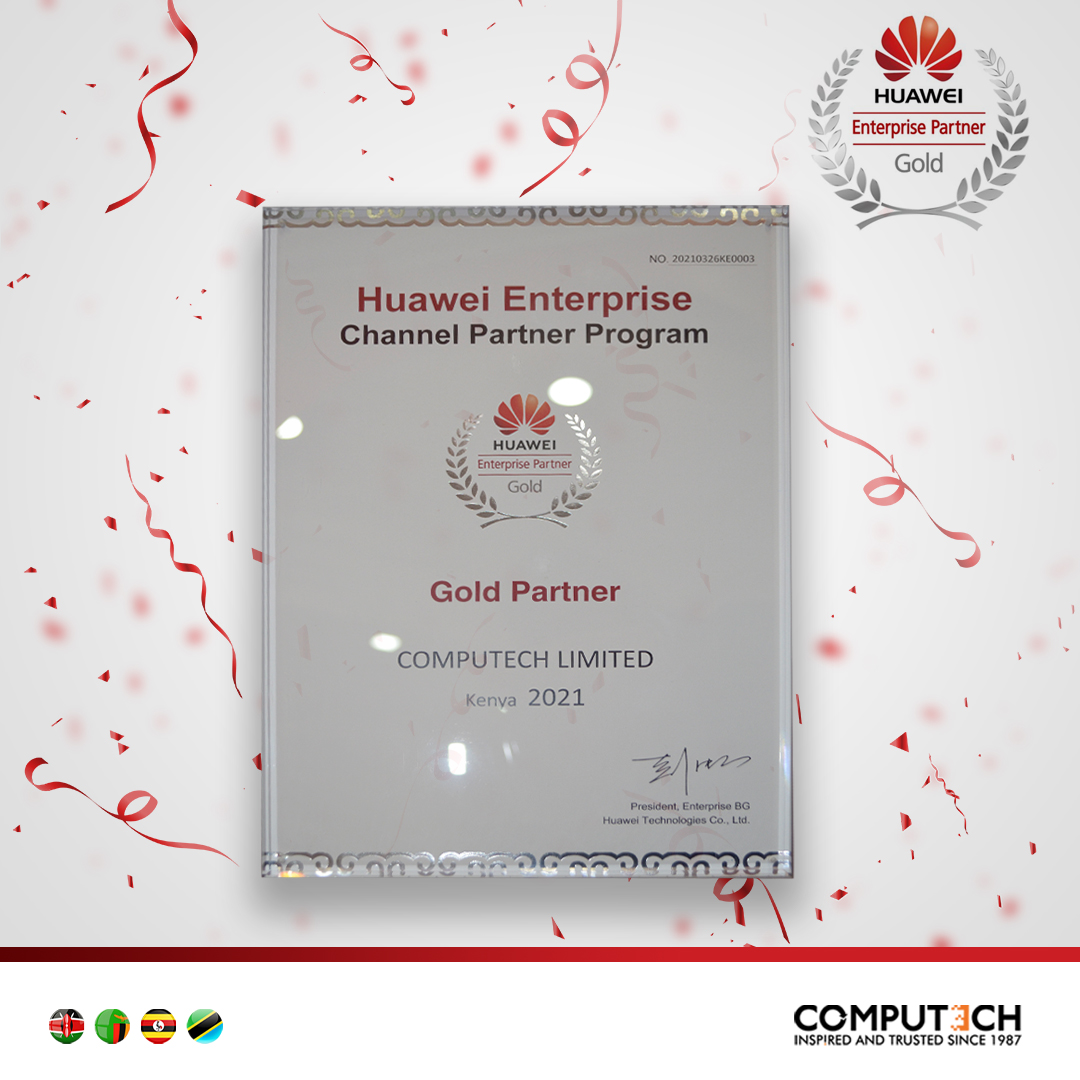 HUAWEI
Enterprise Partner
Gold
NO. 20210326KE0003
Huawei Enterprise
Channel Partner Program
HUAWEI
Enterprise Partner
Gold
Gold Partner
COMPUTECH LIMITED
Kenya 2021
President, Enterprise BG
Huawei Technologies Co., Ltd.
COMPUTECH
INSPIRED AND TRUSTED SINCE 1987